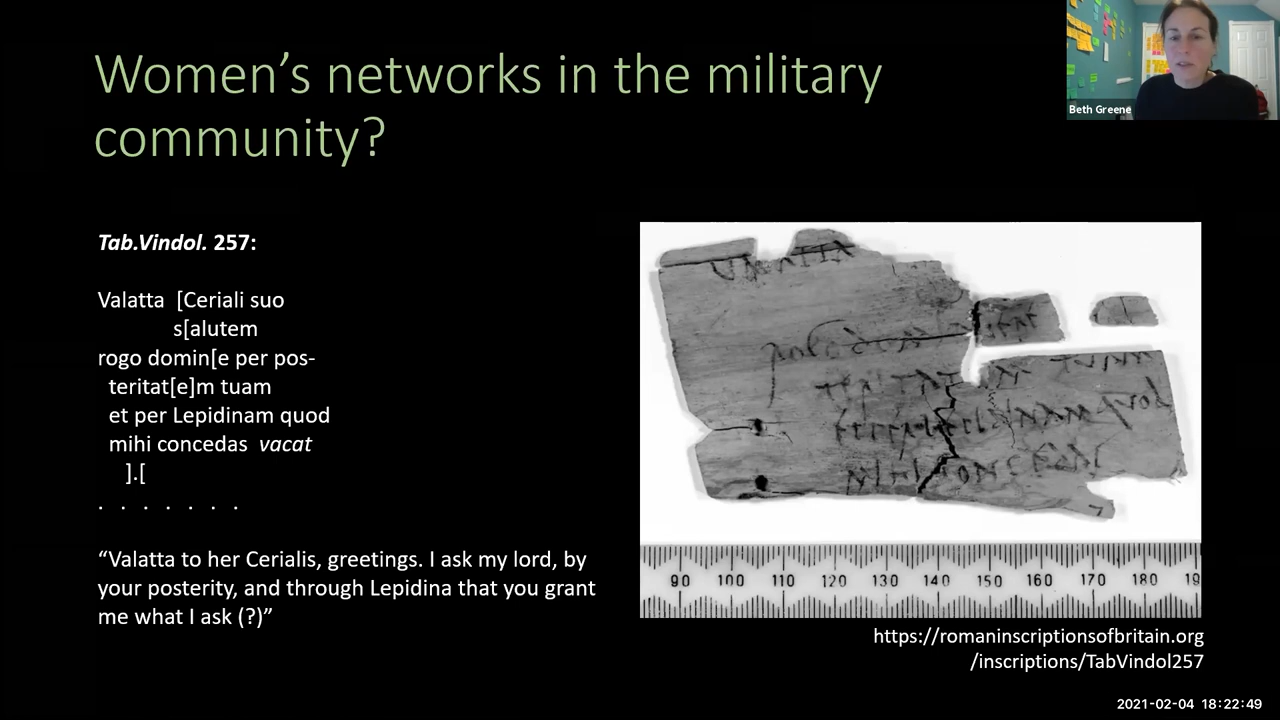 Women’s networks in the military
community?
Beth Greene
Tab.Vindol. 257:
Valatta [Ceriali suo
s[alutem
rogo domin[e per pos-
teritat[e]m tuam
et per Lepidinam quod
mihi concedas vacat
].[
. . . . . . .
“Valatta to her Cerialis, greetings. I ask my lord, by
your posterity, and through Lepidina that you grant
me what I ask (?)”
90 100 110 120 130 140 150 160 170 180 19
https://romaninscriptionsofbritain.org
/inscriptions/TabVindol257
2021-02-04 18:22:49